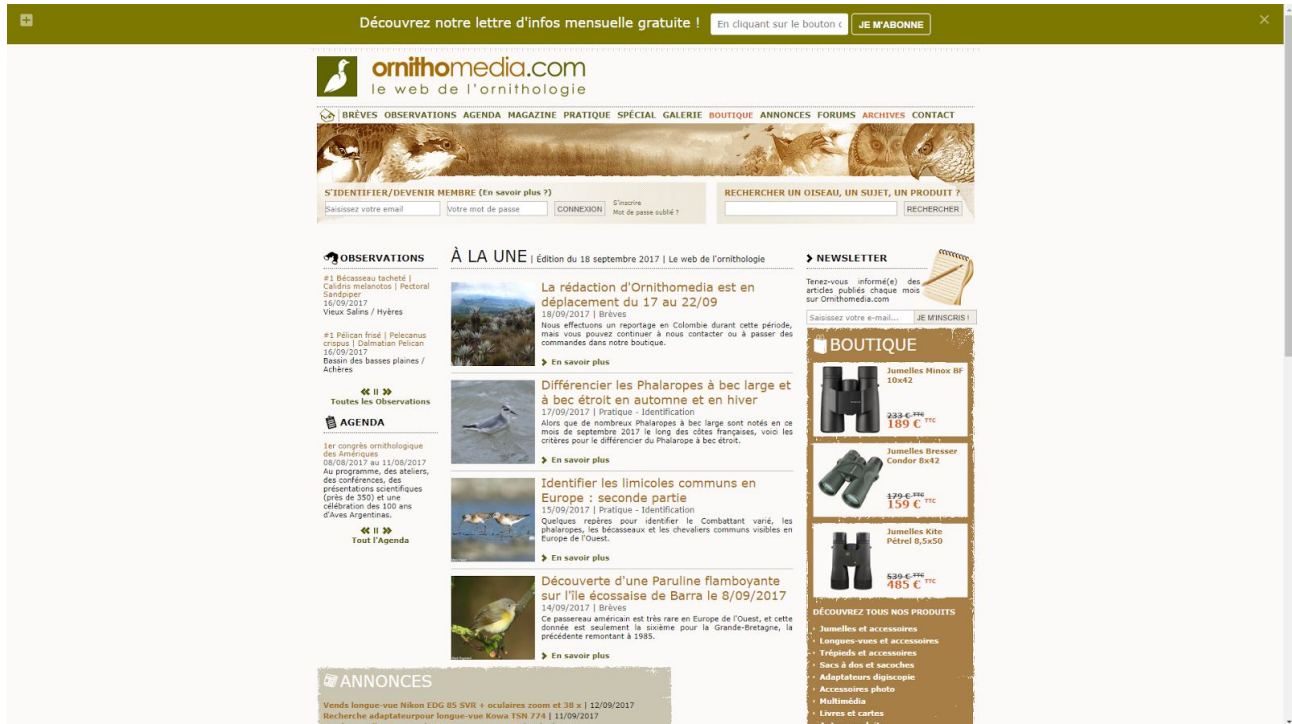 Découvrez notre lettre d'infos mensuelle gratuite !
En cliquant sur le bouton
JE M'ABONNE
ornithomedia.com
le web de l'ornithologie
BRÈVES OBSERVATIONS AGENDA MAGAZINE PRATIQUE SPÉCIAL GALERIE BOUTIQUE ANNONCES FORUMS ARCHIVES CONTACT
S'IDENTIFIER/DEVENIR MEMBRE (En savoir plus ?)
Saisissez votre email
Votre mot de passe
CONNEXION
S'inscrire
Mot de passe oublié ?
RECHERCHER UN OISEAU, UN SUJET, UN PRODUIT ?
RECHERCHER
OBSERVATIONS
#1 Bécasseau tacheté |
Calidris melanotos | Pectoral
Sandpiper
16/09/2017
Vieux Salins / Hyères
#1 Pélican frisé | Pelecanus
crispus | Dalmatian Pelican
16/09/2017
Bassin des basses plaines /
Achères
Toutes les Observations
AGENDA
1er congrès ornithologique
des Amériques
08/08/2017 au 11/08/2017
Au programme, des ateliers,
des conférences, des
présentations scientifiques
(près de 350) et une
célébration des 100 ans
d'Aves Argentinas.
Tout l'Agenda
À LA UNE | Édition du 18 septembre 2017 | Le web de l'ornithologie
La rédaction d'Ornithomedia est en
déplacement du 17 au 22/09
18/09/2017 | Brèves
Nous effectuons un reportage en Colombie durant cette période,
mais vous pouvez continuer à nous contacter ou à passer des
commandes dans notre boutique.
En savoir plus
Différencier les Phalaropes à bec large et
à bec étroit en automne et en hiver
17/09/2017 | Pratique - Identification
Alors que de nombreux Phalaropes à bec large sont notés en ce
mois de septembre 2017 le long des côtes françaises, voici les
critères pour le différencier du Phalarope à bec étroit.
En savoir plus
Identifier les limicoles communs en
Europe : seconde partie
15/09/2017 | Pratique - Identification
Quelques repères pour identifier le Combattant varié, les
phalaropes, les bécasseaux et les chevaliers communs visibles en
Europe de l'Ouest.
En savoir plus
Découverte d'une Paruline flamboyante
sur l'île écossaise de Barra le 8/09/2017
14/09/2017 | Brèves
Ce passereau américain est très rare en Europe de l'Ouest, et cette
donnée est seulement la sixième pour la Grande-Bretagne, la
précédente remontant à 1985.
En savoir plus
NEWSLETTER
Tenez-vous informé(e) des
articles publiés chaque mois
sur Ornithomedia.com
Saisissez votre e-mail...
JE M'INSCRIS !
BOUTIQUE
Jumelles Minox BF
10x42
233 € TTC
189 € TTC
Jumelles Bresser
Condor 8x42
179 € TTC
159 € TTC
Jumelles Kite
Pétrel 8,5x50
539 € TTC
485 € TTC
DÉCOUVREZ TOUS NOS PRODUITS
Jumelles et accessoires
Longues-vues et accessoires
Trépieds et accessoires
Sacs à dos et sacoches
Adaptateurs digiscopie
Accessoires photo
Multimédia
Livres et cartes
ANNONCES
Vends longue-vue Nikon EDG 85 SVR + oculaires zoom et 38 x | 12/09/2017
Recherche adaptateurpour longue-vue Kowa TSN 774 | 11/09/2017